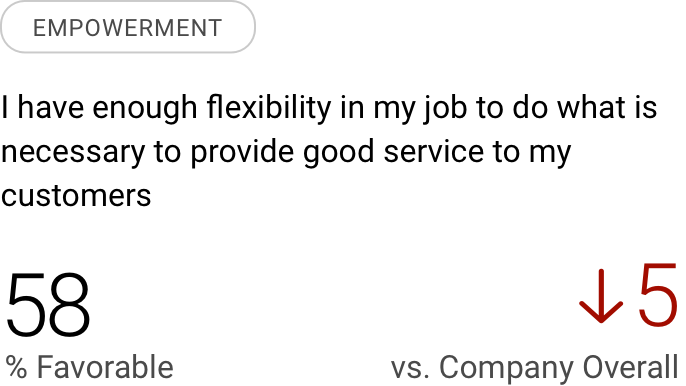 EMPOWERMENT
I have enough flexibility in my job to do what is
necessary to provide good service to my
customers
58 ↓5
% Favorable vs. Company Overall